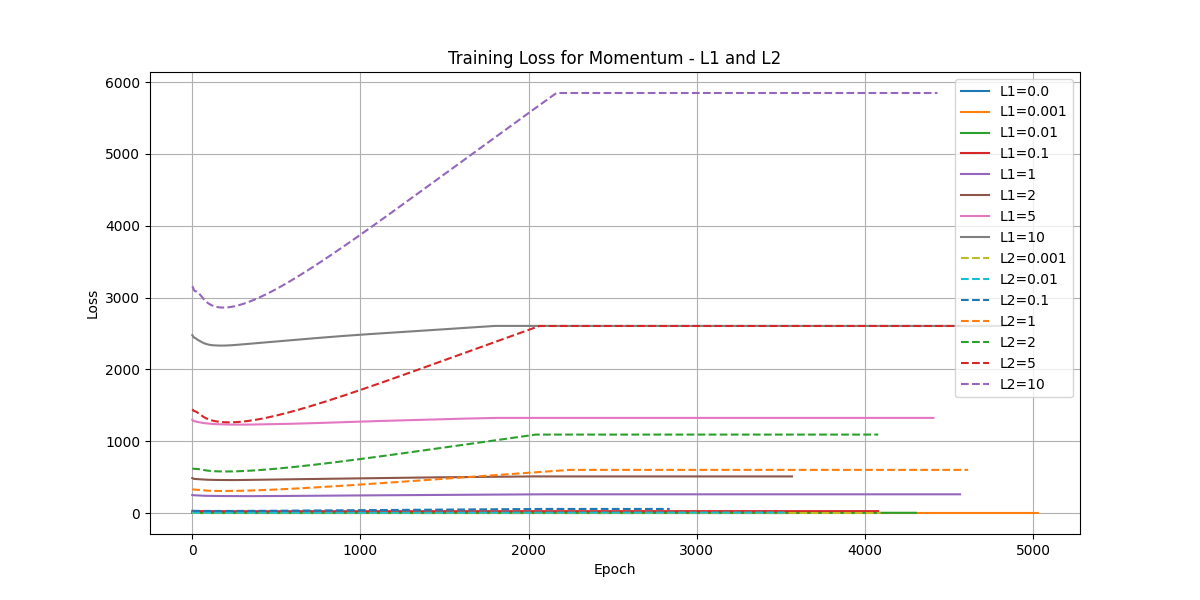 Training Loss for Momentum - L1 and L2
6000
5000
4000
3000
2000
1000
0
Loss
0
1000
2000
3000
4000
5000
Epoch
L1=0.0
L1=0.001
L1=0.01
L1=0.1
L1=1
L1=2
L1=5
L1=10
L2=0.001
L2=0.01
L2=0.1
L2=1
L2=2
L2=5
L2=10